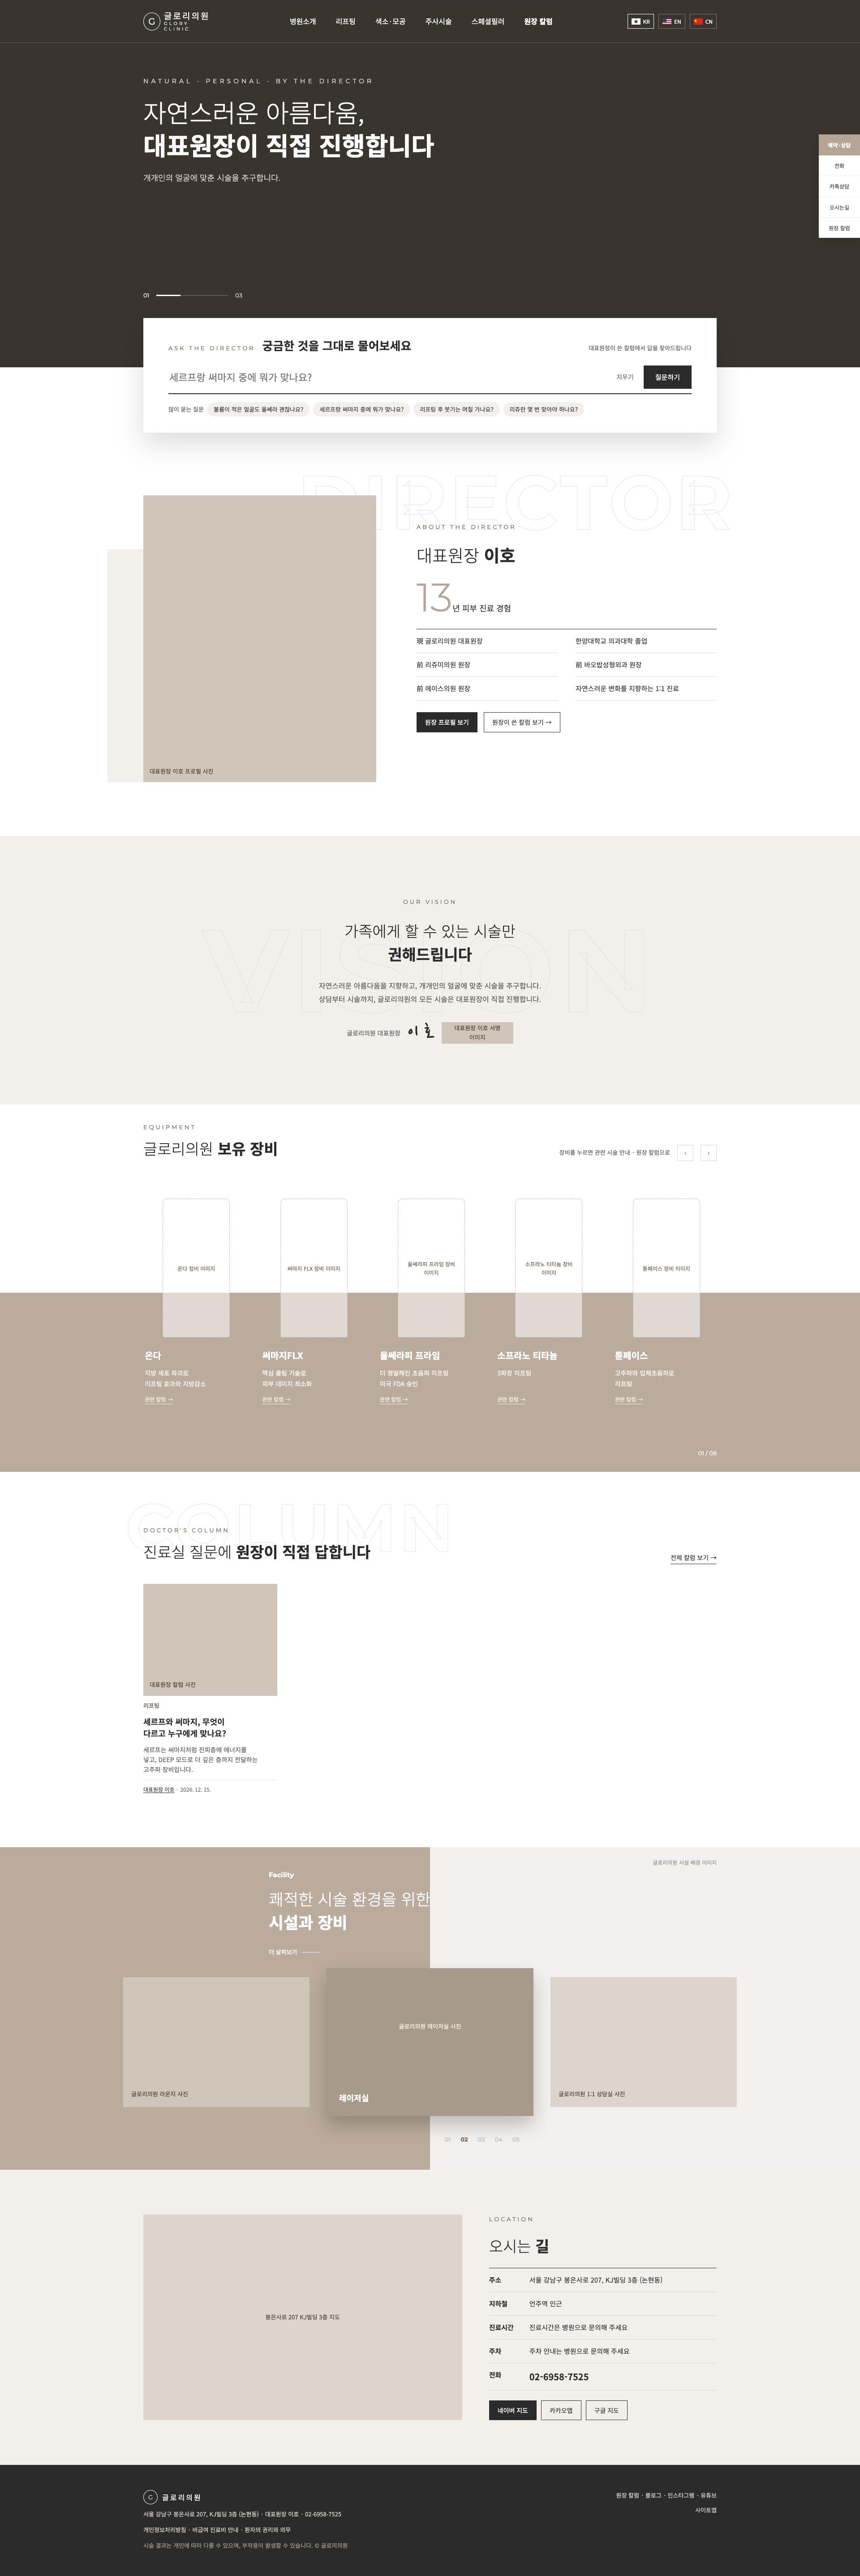 글로리의원
GLORY
CLINIC
병원소개
리프팅
색소·모공
주사시술
스페셜필러
원장 칼럼
KR
EN
CN
NATURAL · PERSONAL · BY THE DIRECTOR
자연스러운 아름다움,
대표원장이 직접 진행합니다
개개인의 얼굴에 맞춘 시술을 추구합니다.
예약·상담
전화
카톡상담
오시는길
원장 칼럼
01
03
ASK THE DIRECTOR 궁금한 것을 그대로 물어보세요
대표원장이 쓴 칼럼에서 답을 찾아드립니다
세르프랑 써마지 중에 뭐가 맞나요?
지우기
질문하기
많이 묻는 질문
볼륨이 적은 얼굴도 울쎄라 괜찮나요?
세르프랑 써마지 중에 뭐가 맞나요?
리프팅 후 붓기는 며칠 가나요?
리쥬란 몇 번 맞아야 하나요?
DIRECTOR
ABOUT THE DIRECTOR
대표원장 이호
13년 피부 진료 경험
現 글로리의원 대표원장
한양대학교 의과대학 졸업
前 리쥬미의원 원장
前 바오밥성형외과 원장
前 에이스의원 원장
자연스러운 변화를 지향하는 1:1 진료
원장 프로필 보기
원장이 쓴 칼럼 보기 →
대표원장 이호 프로필 사진
VISION
OUR VISION
가족에게 할 수 있는 시술만
권해드립니다
자연스러운 아름다움을 지향하고, 개개인의 얼굴에 맞춘 시술을 추구합니다.
상담부터 시술까지, 글로리의원의 모든 시술은 대표원장이 직접 진행합니다.
글로리의원 대표원장
이 호
대표원장 이호 서명
이미지
EQUIPMENT
글로리의원 보유 장비
장비를 누르면 관련 시술 안내 · 원장 칼럼으로
‹
›
온다 장비 이미지
써마지 FLX 장비 이미지
울쎄라피 프라임 장비
이미지
소프라노 티타늄 장비
이미지
튠페이스 장비 이미지
온다
지방 세포 파괴로
리프팅 효과와 지방감소
관련 칼럼 →
써마지FLX
핵심 쿨링 기술로
피부 데미지 최소화
관련 칼럼 →
울쎄라피 프라임
더 정밀해진 초음파 리프팅
미국 FDA 승인
관련 칼럼 →
소프라노 티타늄
3파장 리프팅
관련 칼럼 →
튠페이스
고주파와 입체초음파로
리프팅
관련 칼럼 →
01 / 08
COLUMN
DOCTOR'S COLUMN
진료실 질문에 원장이 직접 답합니다
전체 칼럼 보기 →
대표원장 칼럼 사진
리프팅
세르프와 써마지, 무엇이
다르고 누구에게 맞나요?
세르프는 써마지처럼 진피층에 에너지를
넣고, DEEP 모드로 더 깊은 층까지 전달하는
고주파 장비입니다.
대표원장 이호 · 2026. 12. 15.
Facility
쾌적한 시술 환경을 위한
시설과 장비
더 살펴보기
글로리의원 시설 배경 이미지
글로리의원 라운지 사진
글로리의원 레이저실 사진
레이저실
글로리의원 1:1 상담실 사진
01
02
03
04
05
봉은사로 207 KJ빌딩 3층 지도
LOCATION
오시는 길
주소 서울 강남구 봉은사로 207, KJ빌딩 3층 (논현동)
지하철 언주역 인근
진료시간 진료시간은 병원으로 문의해 주세요
주차 주차 안내는 병원으로 문의해 주세요
전화 02-6958-7525
네이버 지도
카카오맵
구글 지도
글로리의원
서울 강남구 봉은사로 207, KJ빌딩 3층 (논현동) · 대표원장 이호 · 02-6958-7525
개인정보처리방침 · 비급여 진료비 안내 · 환자의 권리와 의무
시술 결과는 개인에 따라 다를 수 있으며, 부작용이 발생할 수 있습니다. © 글로리의원
원장 칼럼 · 블로그 · 인스타그램 · 유튜브
사이트맵